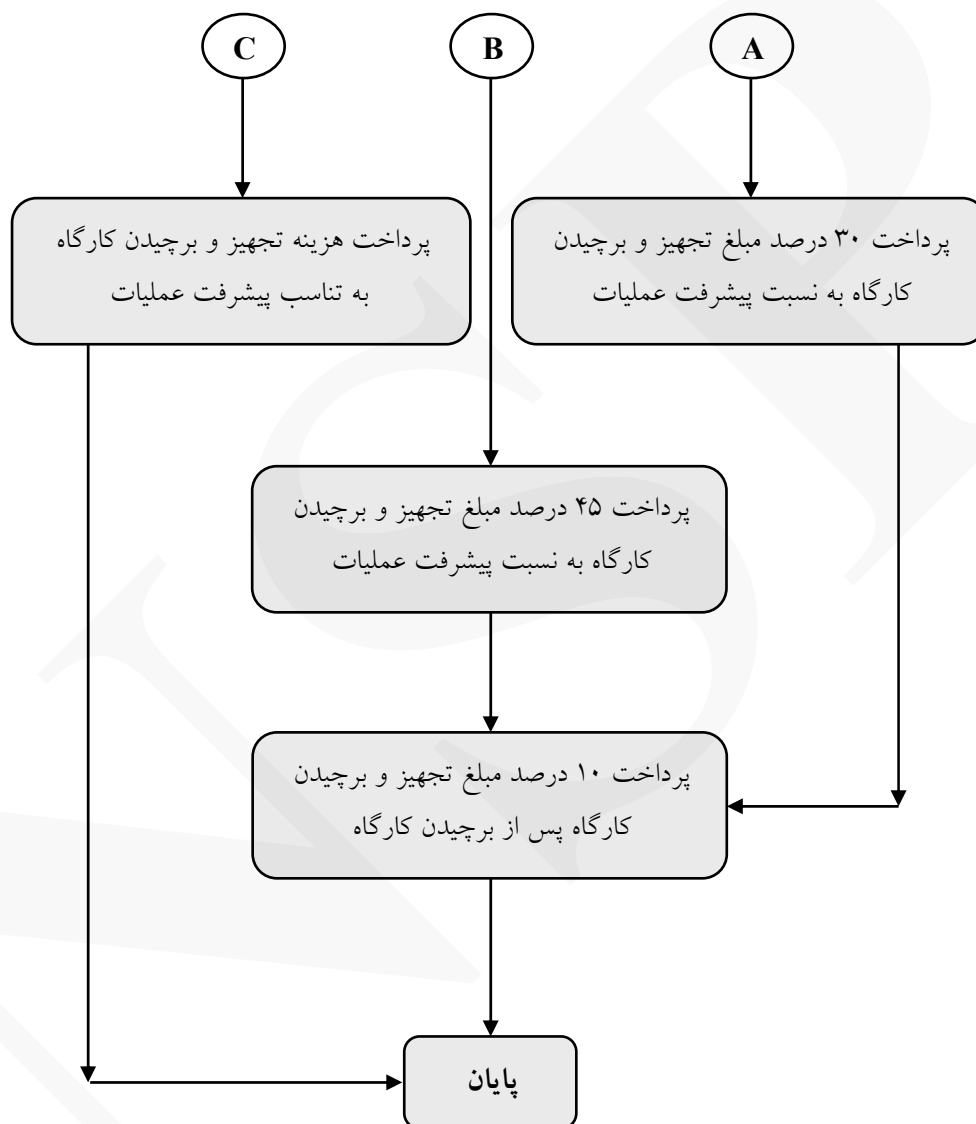 A
B
C
پرداخت ۳۰ درصد مبلغ تجهیز و برچیدن
کارگاه به نسبت پیشرفت عملیات
پرداخت هزینه تجهیز و برچیدن کارگاه
به تناسب پیشرفت عملیات
پرداخت ۴۵ درصد مبلغ تجهیز و برچیدن
کارگاه به نسبت پیشرفت عملیات
پرداخت ۱۰ درصد مبلغ تجهیز و برچیدن
کارگاه پس از برچیدن کارگاه
پایان